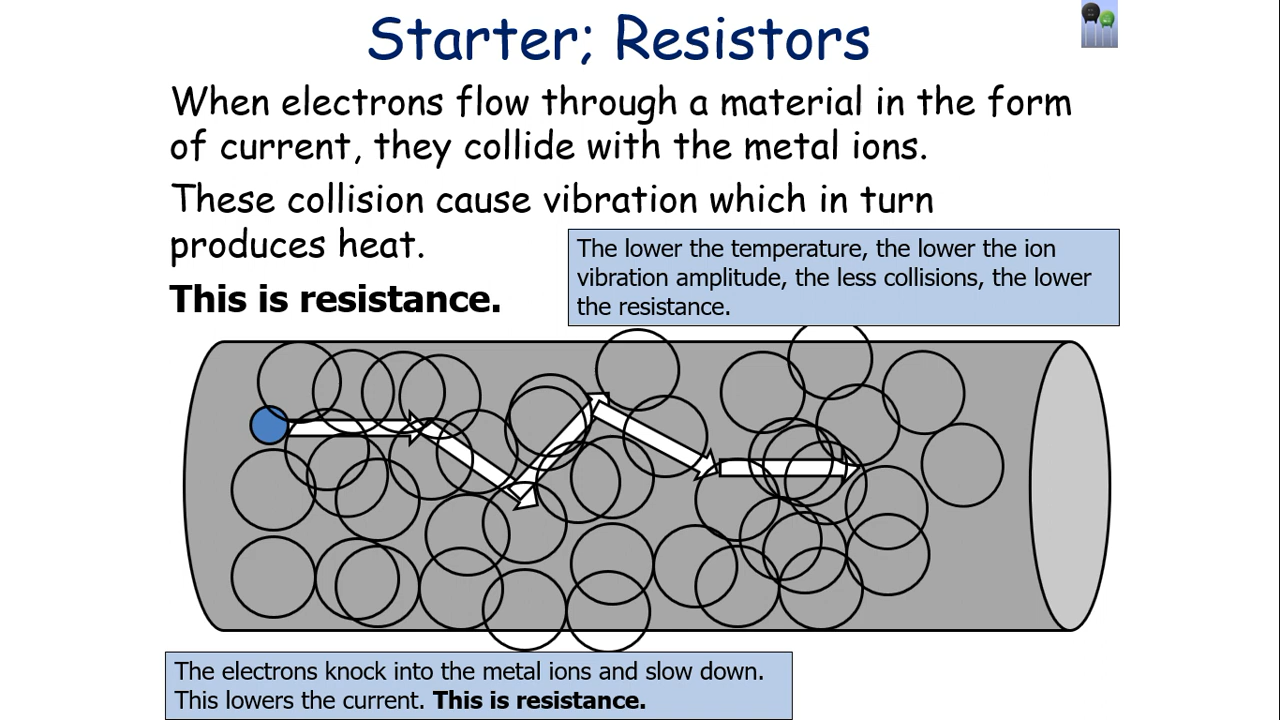 Starter; Resistors
When electrons flow through a material in the form
of current, they collide with the metal ions.
These collision cause vibration which in turn
produces heat.
The lower the temperature, the lower the ion
vibration amplitude, the less collisions, the lower
the resistance.
This is resistance.
The electrons knock into the metal ions and slow down.
This lowers the current. This is resistance.